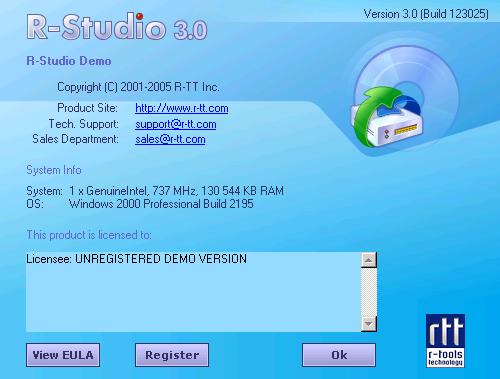 R-Studio 3.0
Version 3.0 (Build 123025)
R-Studio Demo
Copyright (C) 2001-2005 R-TT Inc.
Product Site: http://www.r-tt.com
Tech. Support: support@r-tt.com
Sales Department: sales@r-tt.com
System Info
System: 1 x GenuineIntel, 737 MHz, 130 544 KB RAM
OS: Windows 2000 Professional Build 2195
This product is licensed to:
Licensee: UNREGISTERED DEMO VERSION
View EULA
Register
Ok
rtt
r-tools
technology